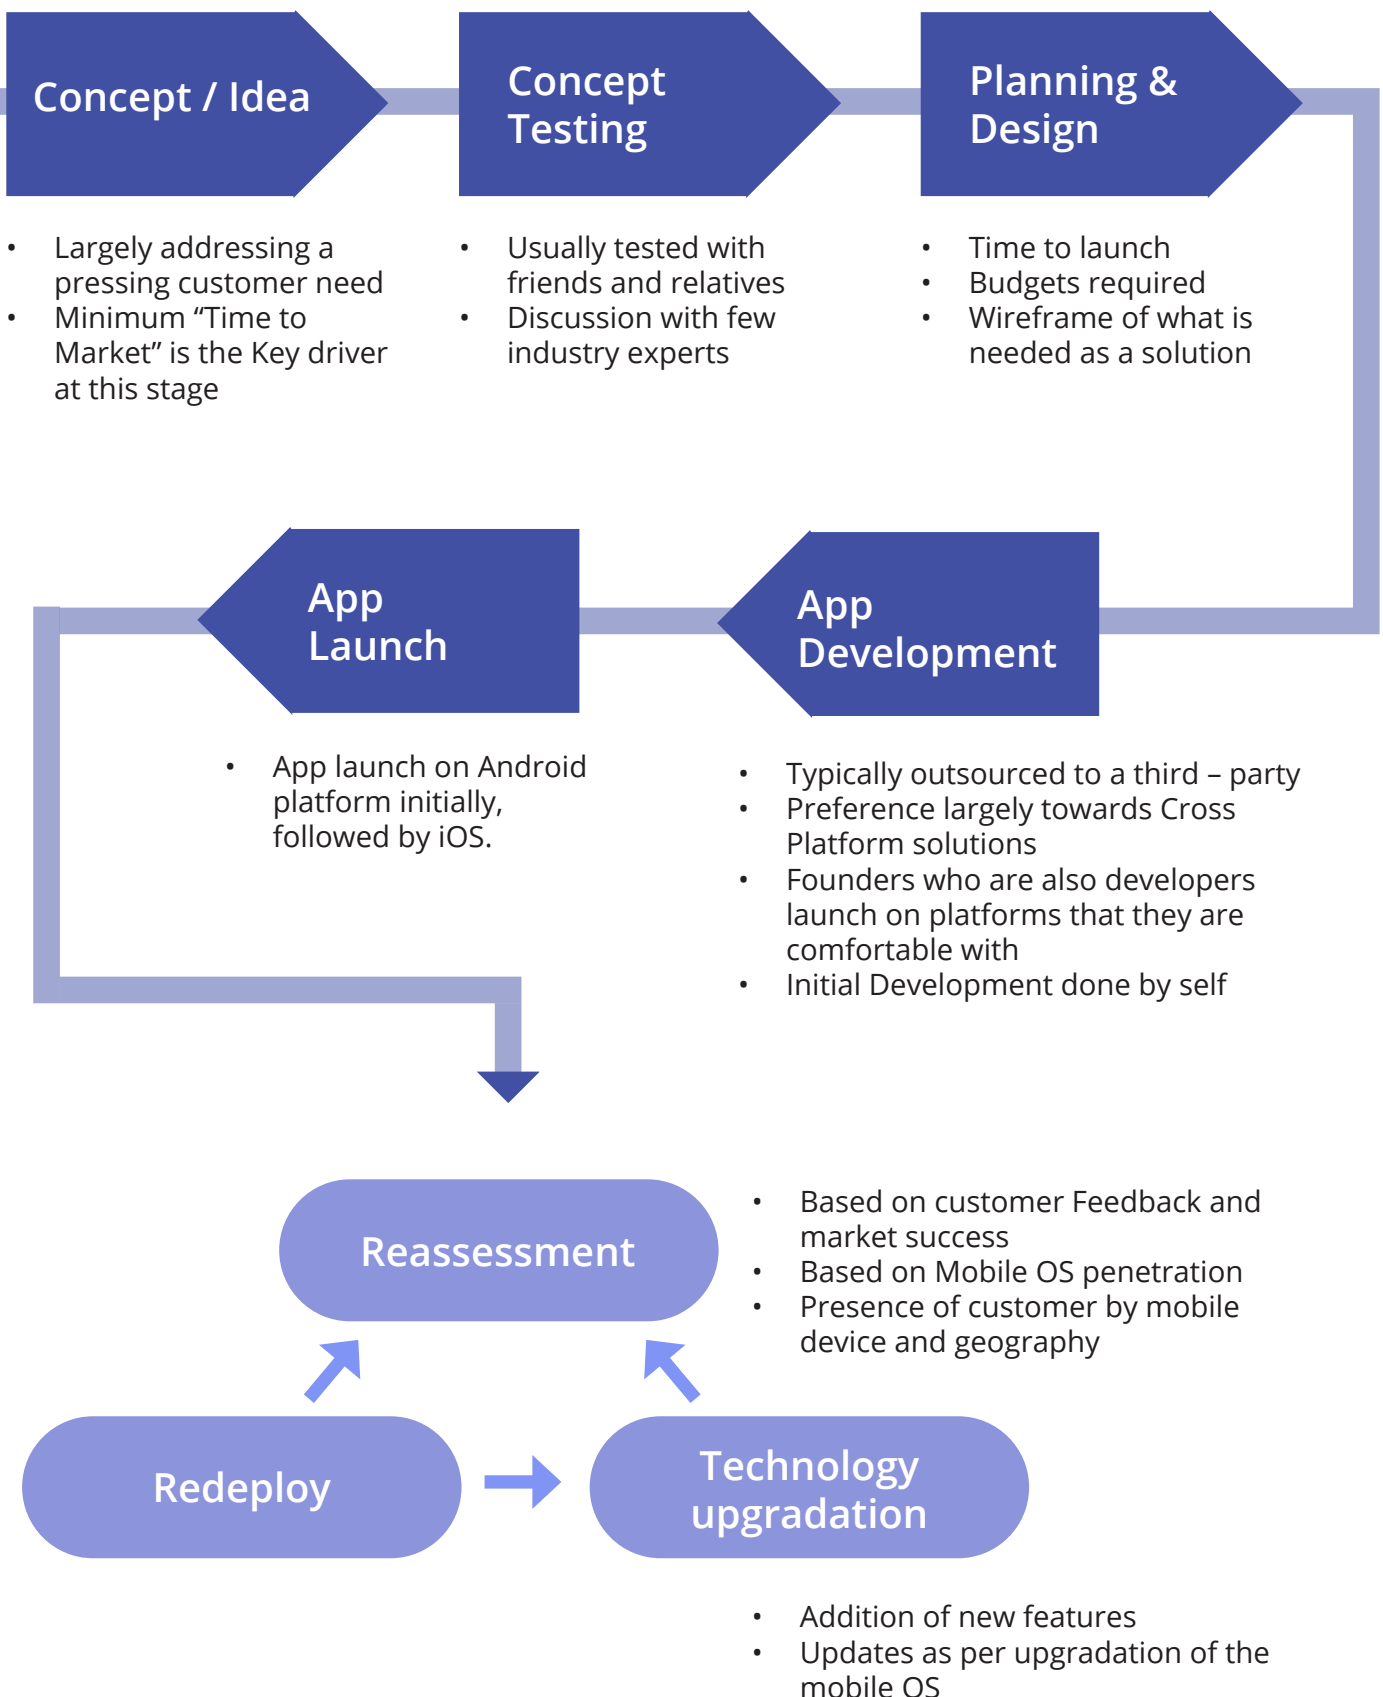 Concept / Idea
• Largely addressing a
pressing customer need
• Minimum “Time to
Market” is the Key driver
at this stage
Concept
Testing
• Usually tested with
friends and relatives
• Discussion with few
industry experts
Planning &
Design
• Time to launch
• Budgets required
• Wireframe of what is
needed as a solution
App
Development
• Typically outsourced to a third – party
• Preference largely towards Cross
Platform solutions
• Founders who are also developers
launch on platforms that they are
comfortable with
• Initial Development done by self
App
Launch
• App launch on Android
platform initially,
followed by iOS.
Reassessment
• Based on customer Feedback and
market success
• Based on Mobile OS penetration
• Presence of customer by mobile
device and geography
Redeploy
Technology
upgradation
• Addition of new features
• Updates as per upgradation of the
mobile OS